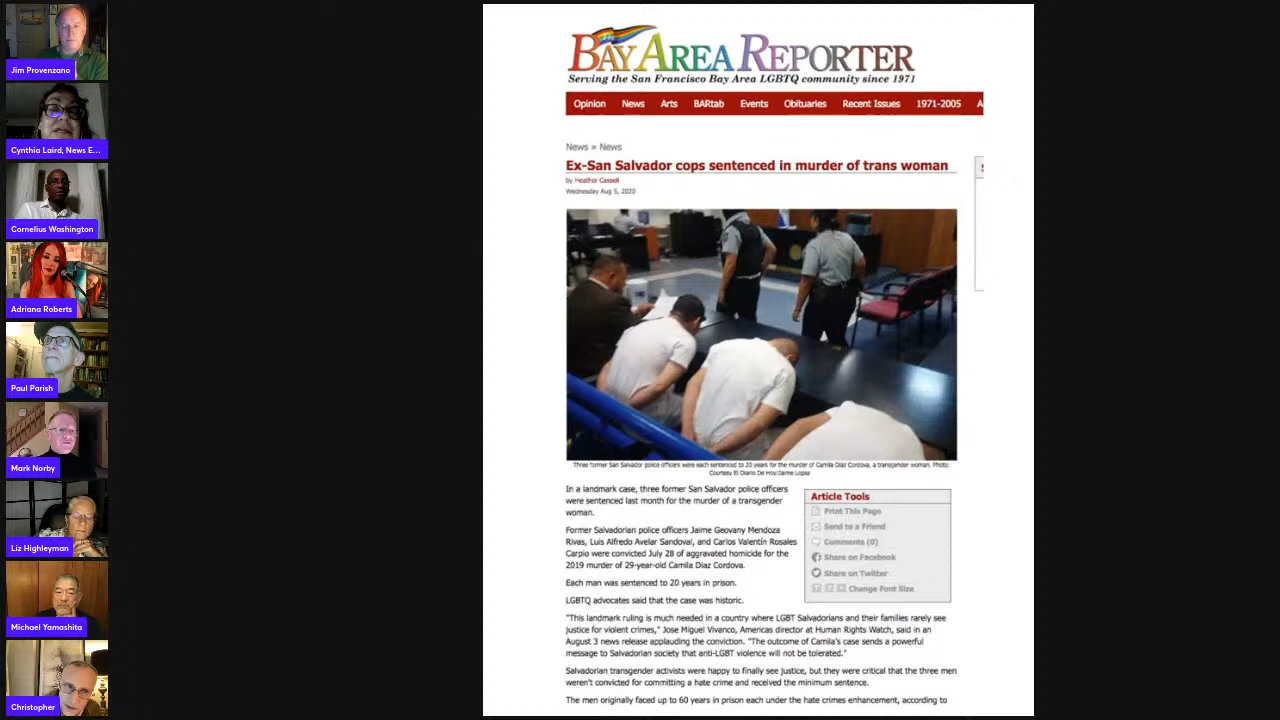 Jim Provenzano
Cynthia Laird, News E...
Cornelius Washington
Adriana Roberts
Paul Parish
Mark Norby
Liz Highleyman
Michael Yamashita
Christopher
The
BAY AREA REPORTER
Serving the San Francisco Bay Area LGBTQ community since 1971
Opinion News Arts BARtab Events Obituaries Recent Issues 1971-2005 A
News » News
Ex-San Salvador cops sentenced in murder of trans woman
by Heather Cassell
Wednesday Aug 5, 2020
Three former San Salvador police officers were each sentenced to 20 years for the murder of Camila Diaz Cordova, a transgender woman. Photo:
Courtesy El Diario De Hoy/Jaime Lopez
In a landmark case, three former San Salvador police officers
were sentenced last month for the murder of a transgender
woman.
Former Salvadorian police officers Jaime Geovany Mendoza
Rivas, Luis Alfredo Avelar Sandoval, and Carlos Valentín Rosales
Carpio were convicted July 28 of aggravated homicide for the
2019 murder of 29-year-old Camila Diaz Cordova.
Each man was sentenced to 20 years in prison.
LGBTQ advocates said that the case was historic.
Article Tools
Print This Page
Send to a Friend
Comments (0)
Share on Facebook
Share on Twitter
Change Font Size
"This landmark ruling is much needed in a country where LGBT Salvadorans and their families rarely see
justice for violent crimes," Jose Miguel Vivanco, Americas director at Human Rights Watch, said in an
August 3 news release applauding the conviction. "The outcome of Camila's case sends a powerful
message to Salvadorian society that anti-LGBT violence will not be tolerated."
Salvadorian transgender activists were happy to finally see justice, but they were critical that the three men
weren't convicted for committing a hate crime and received the minimum sentence.
The men originally faced up to 60 years in prison each under the hate crimes enhancement, according to